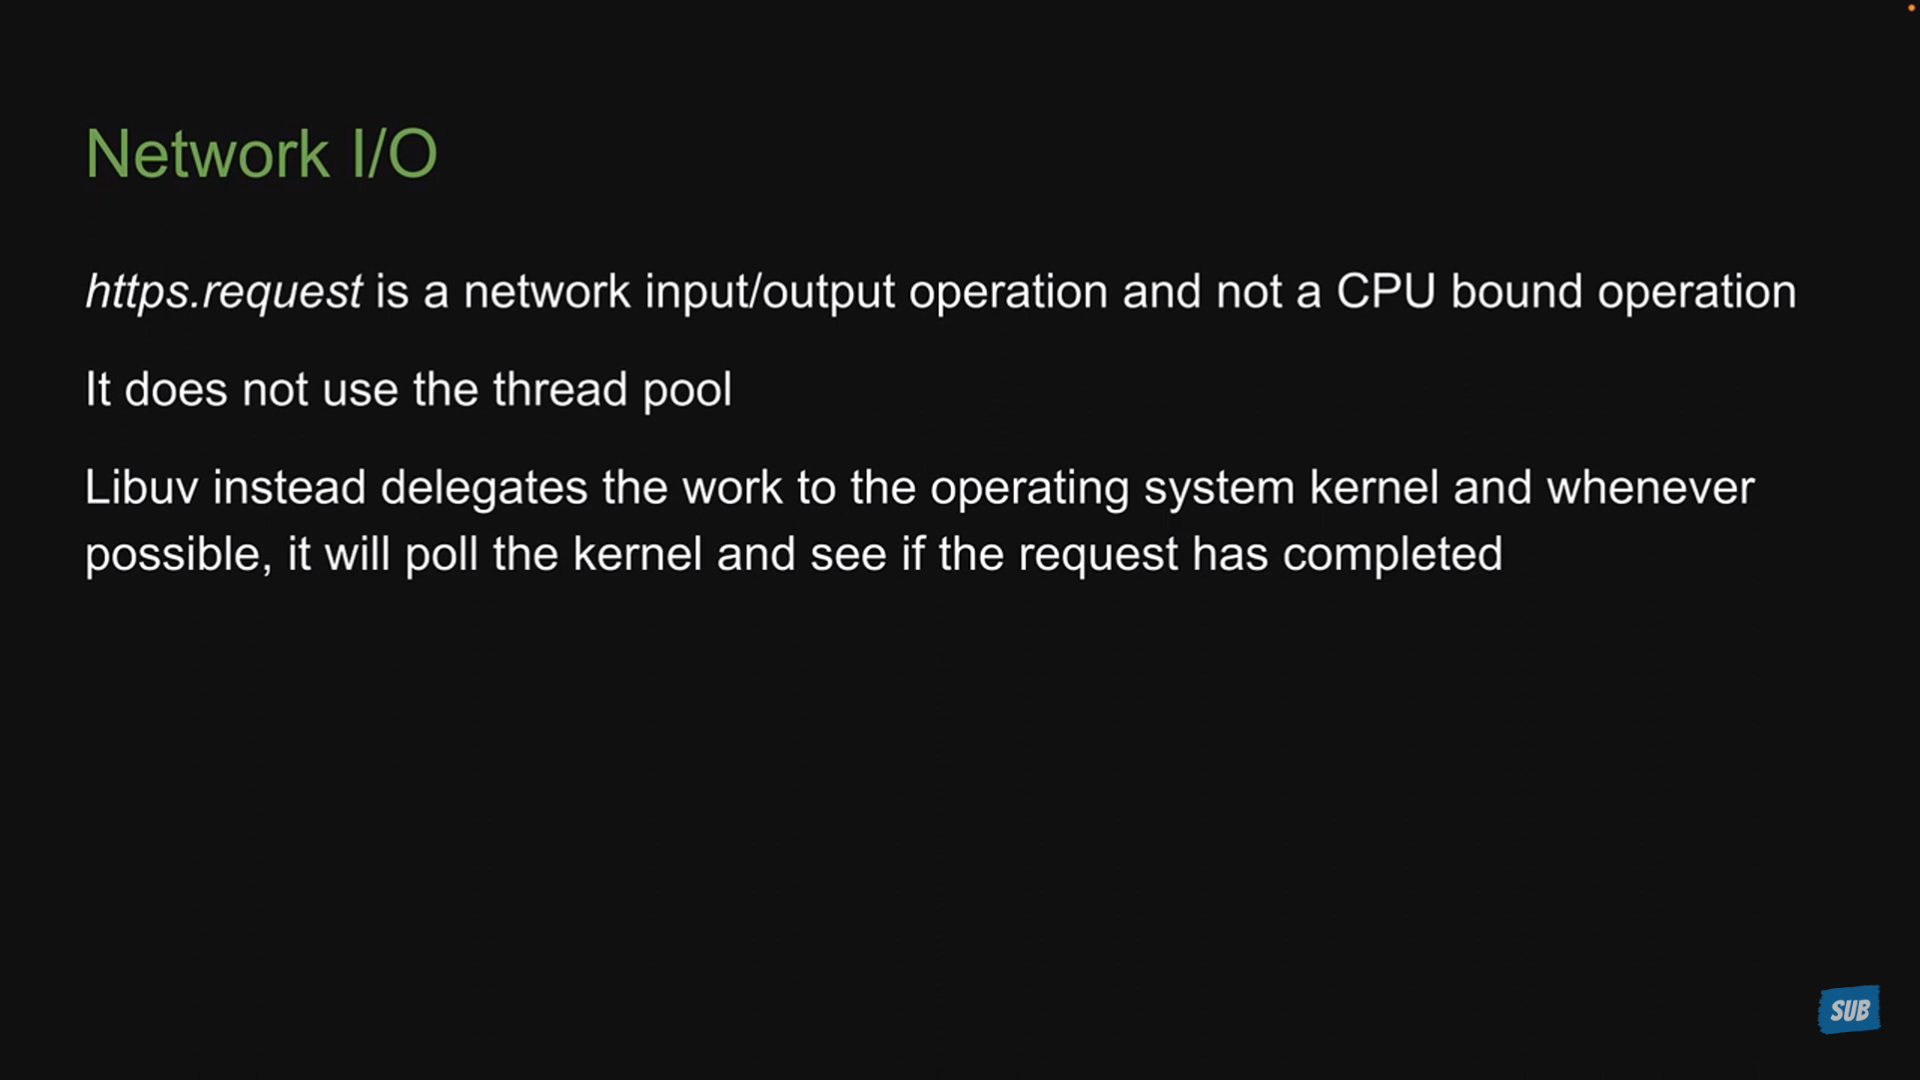 Network I/O
https.request is a network input/output operation and not a CPU bound operation
It does not use the thread pool
Libuv instead delegates the work to the operating system kernel and whenever
possible, it will poll the kernel and see if the request has completed
SUB